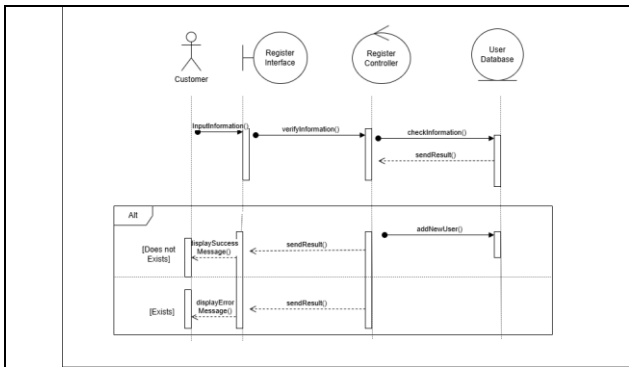 Customer
Register
Interface
Register
Controller
User
Database
InputInformation()
verifyInformation()
checkInformation()
sendResult()
Alt
addNewUser()
[Does not
Exists]
displaySuccess
Message()
sendResult()
[Exists]
displayError
Message()
sendResult()